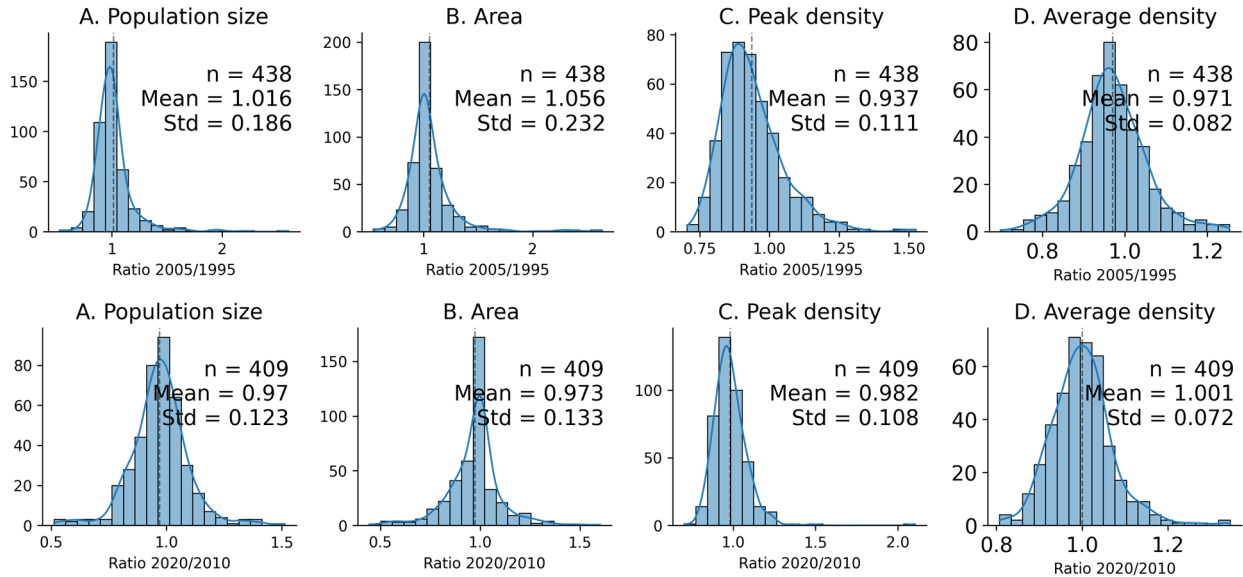 A. Population size
n = 438
Mean = 1.016
Std = 0.186
150
100
50
0
1
2
Ratio 2005/1995
B. Area
n = 438
Mean = 1.056
Std = 0.232
200
150
100
50
0
1
2
Ratio 2005/1995
C. Peak density
n = 438
Mean = 0.937
Std = 0.111
80
60
40
20
0
0.75
1.00
1.25
1.50
Ratio 2005/1995
D. Average density
n = 438
Mean = 0.971
Std = 0.082
80
60
40
20
0
0.8
1.0
1.2
Ratio 2005/1995
A. Population size
n = 409
Mean = 0.97
Std = 0.123
80
60
40
20
0
0.5
1.0
1.5
Ratio 2020/2010
B. Area
n = 409
Mean = 0.973
Std = 0.133
150
100
50
0
0.5
1.0
1.5
Ratio 2020/2010
C. Peak density
n = 409
Mean = 0.982
Std = 0.108
100
50
0
1.0
1.5
2.0
Ratio 2020/2010
D. Average density
n = 409
Mean = 1.001
Std = 0.072
60
40
20
0
0.8
1.0
1.2
Ratio 2020/2010